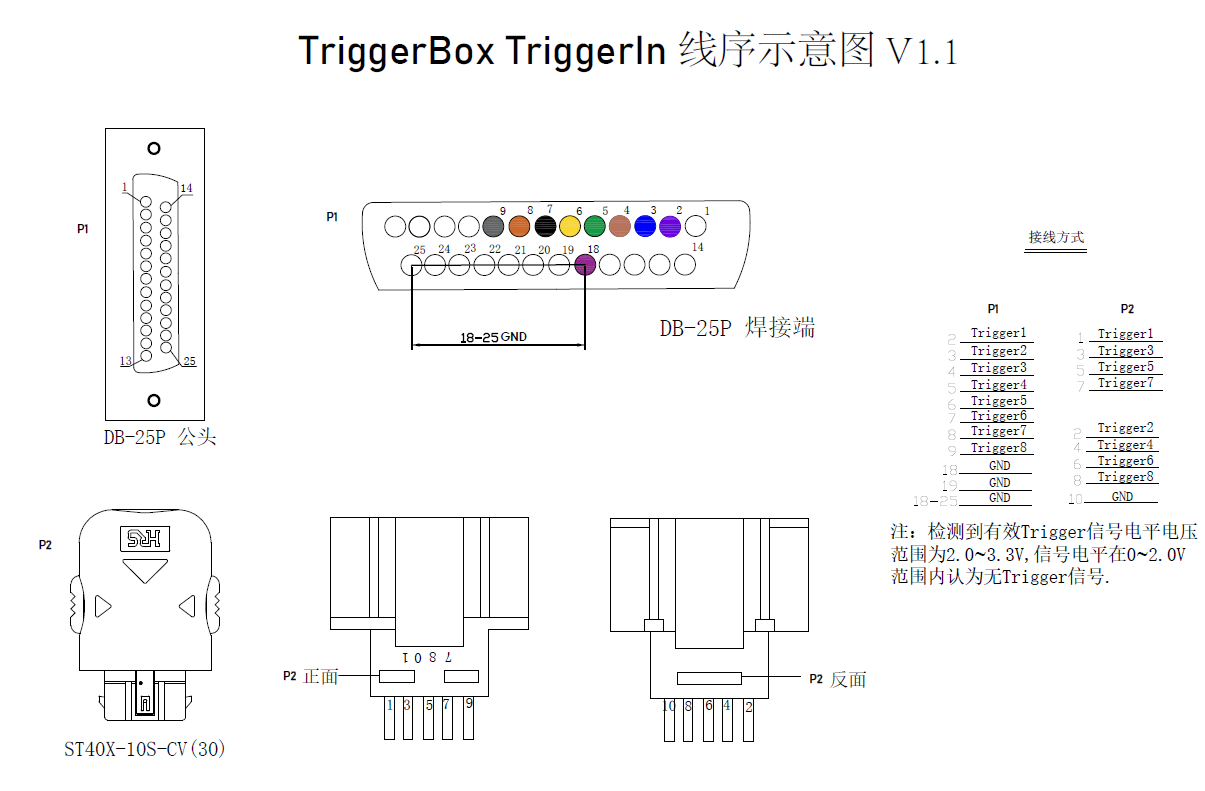 TriggerBox TriggerIn 线序示意图 V1.1
P1
1
14
13
25
DB-25P 公头
P1
9 8 7 6 5 4 3 2 1
25 24 23 22 21 20 19 18 14
18-25 GND
DB-25P 焊接端
接线方式
P1
2 Trigger1
3 Trigger2
4 Trigger3
5 Trigger4
6 Trigger5
7 Trigger6
8 Trigger7
9 Trigger8
18 GND
19 GND
18-25 GND
P2
1 Trigger1
3 Trigger3
5 Trigger5
7 Trigger7
2 Trigger2
4 Trigger4
6 Trigger6
8 Trigger8
10 GND
注: 检测到有效Trigger信号电平电压
范围为2.0~3.3V,信号电平在0~2.0V
范围内认为无Trigger信号.
P2
HRS
ST40X-10S-CV(30)
7 8 0 1
P2 正面
1 3 5 7 9
P2 反面
10 8 6 4 2